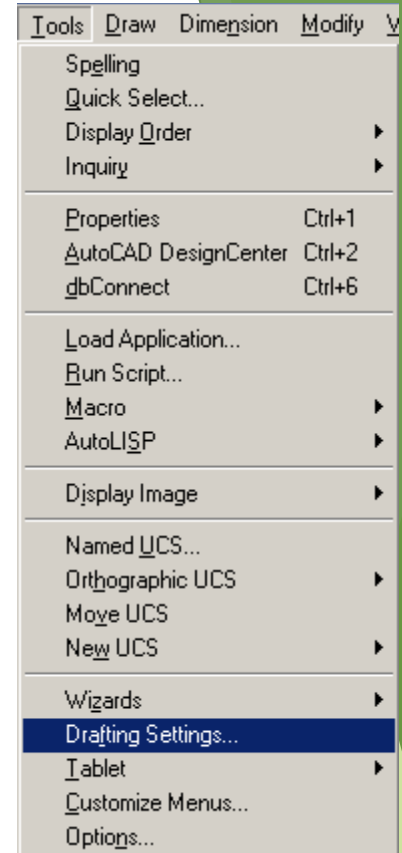 Tools Draw Dimension Modify V
Spelling
Quick Select...
Display Order
Inquiry
Properties Ctrl+1
AutoCAD DesignCenter Ctrl+2
dbConnect Ctrl+6
Load Application...
Run Script...
Macro
AutoLISP
Display Image
Named UCS...
Orthographic UCS
Move UCS
New UCS
Wizards
Drafting Settings...
Tablet
Customize Menus...
Options...